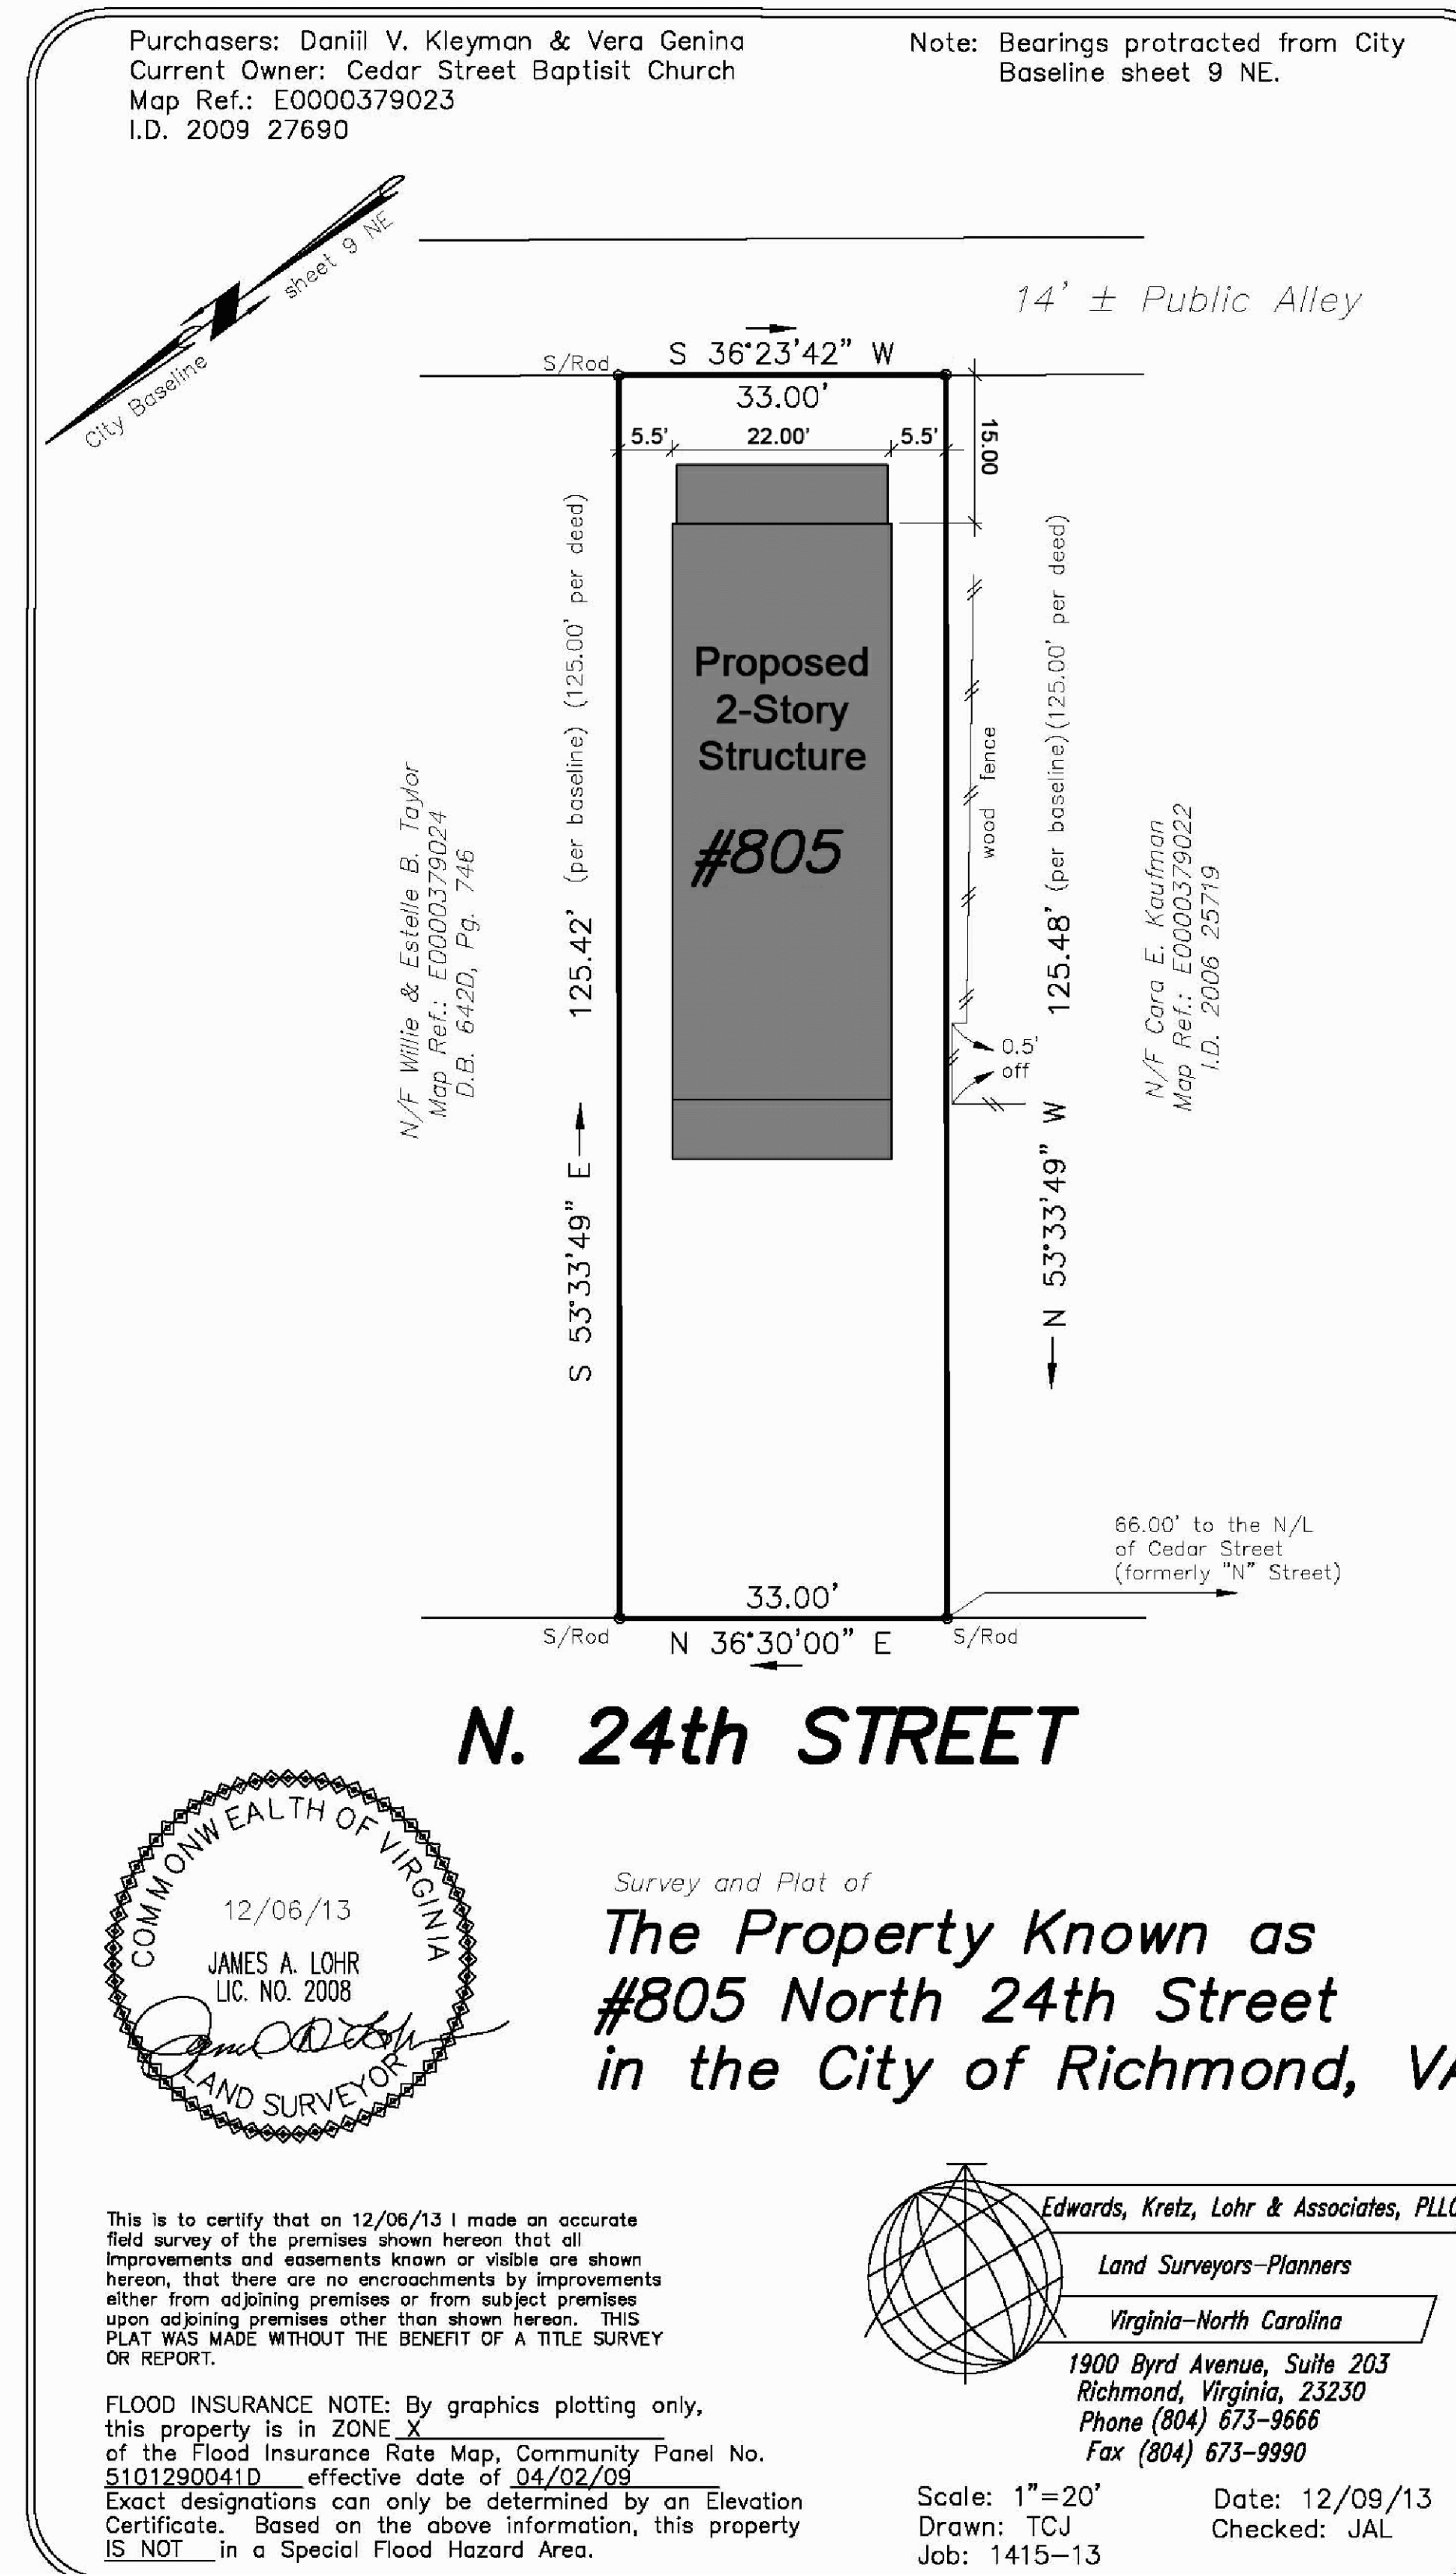 Purchasers: Daniil V. Kleyman & Vera Genina
Current Owner: Cedar Street Baptisit Church
Map Ref.: E0000379023
I.D. 2009 27690
Note: Bearings protracted from City
Baseline sheet 9 NE.
City Baseline sheet 9 NE
14' ± Public Alley
S/Rod
S 36°23'42" W
33.00'
5.5'
22.00'
5.5'
15.00
Proposed
2-Story
Structure
#805
N/F Willie & Estelle B. Taylor
Map Ref.: E0000379024
D.B. 642D, Pg. 746
S 53°33'49" E
125.42' (per baseline) (125.00' per deed)
wood fence
0.5'
off
N 53°33'49" W
125.48' (per baseline)(125.00' per deed)
N/F Cara E. Kaufman
Map Ref.: E0000379022
I.D. 2006 25719
66.00' to the N/L
of Cedar Street
(formerly "N" Street)
33.00'
S/Rod
N 36°30'00" E
S/Rod
N. 24th STREET
COMMONWEALTH OF VIRGINIA
12/06/13
JAMES A. LOHR
LIC. NO. 2008
James A Lohr
LAND SURVEYOR
Survey and Plat of
The Property Known as
#805 North 24th Street
in the City of Richmond, VA
This is to certify that on 12/06/13 I made an accurate
field survey of the premises shown hereon that all
improvements and easements known or visible are shown
hereon, that there are no encroachments by improvements
either from adjoining premises or from subject premises
upon adjoining premises other than shown hereon. THIS
PLAT WAS MADE WITHOUT THE BENEFIT OF A TITLE SURVEY
OR REPORT.
FLOOD INSURANCE NOTE: By graphics plotting only,
this property is in ZONE X
of the Flood Insurance Rate Map, Community Panel No.
5101290041D effective date of 04/02/09
Exact designations can only be determined by an Elevation
Certificate. Based on the above information, this property
IS NOT in a Special Flood Hazard Area.
Edwards, Kretz, Lohr & Associates, PLLC
Land Surveyors-Planners
Virginia-North Carolina
1900 Byrd Avenue, Suite 203
Richmond, Virginia, 23230
Phone (804) 673-9666
Fax (804) 673-9990
Scale: 1"=20'
Drawn: TCJ
Job: 1415-13
Date: 12/09/13
Checked: JAL